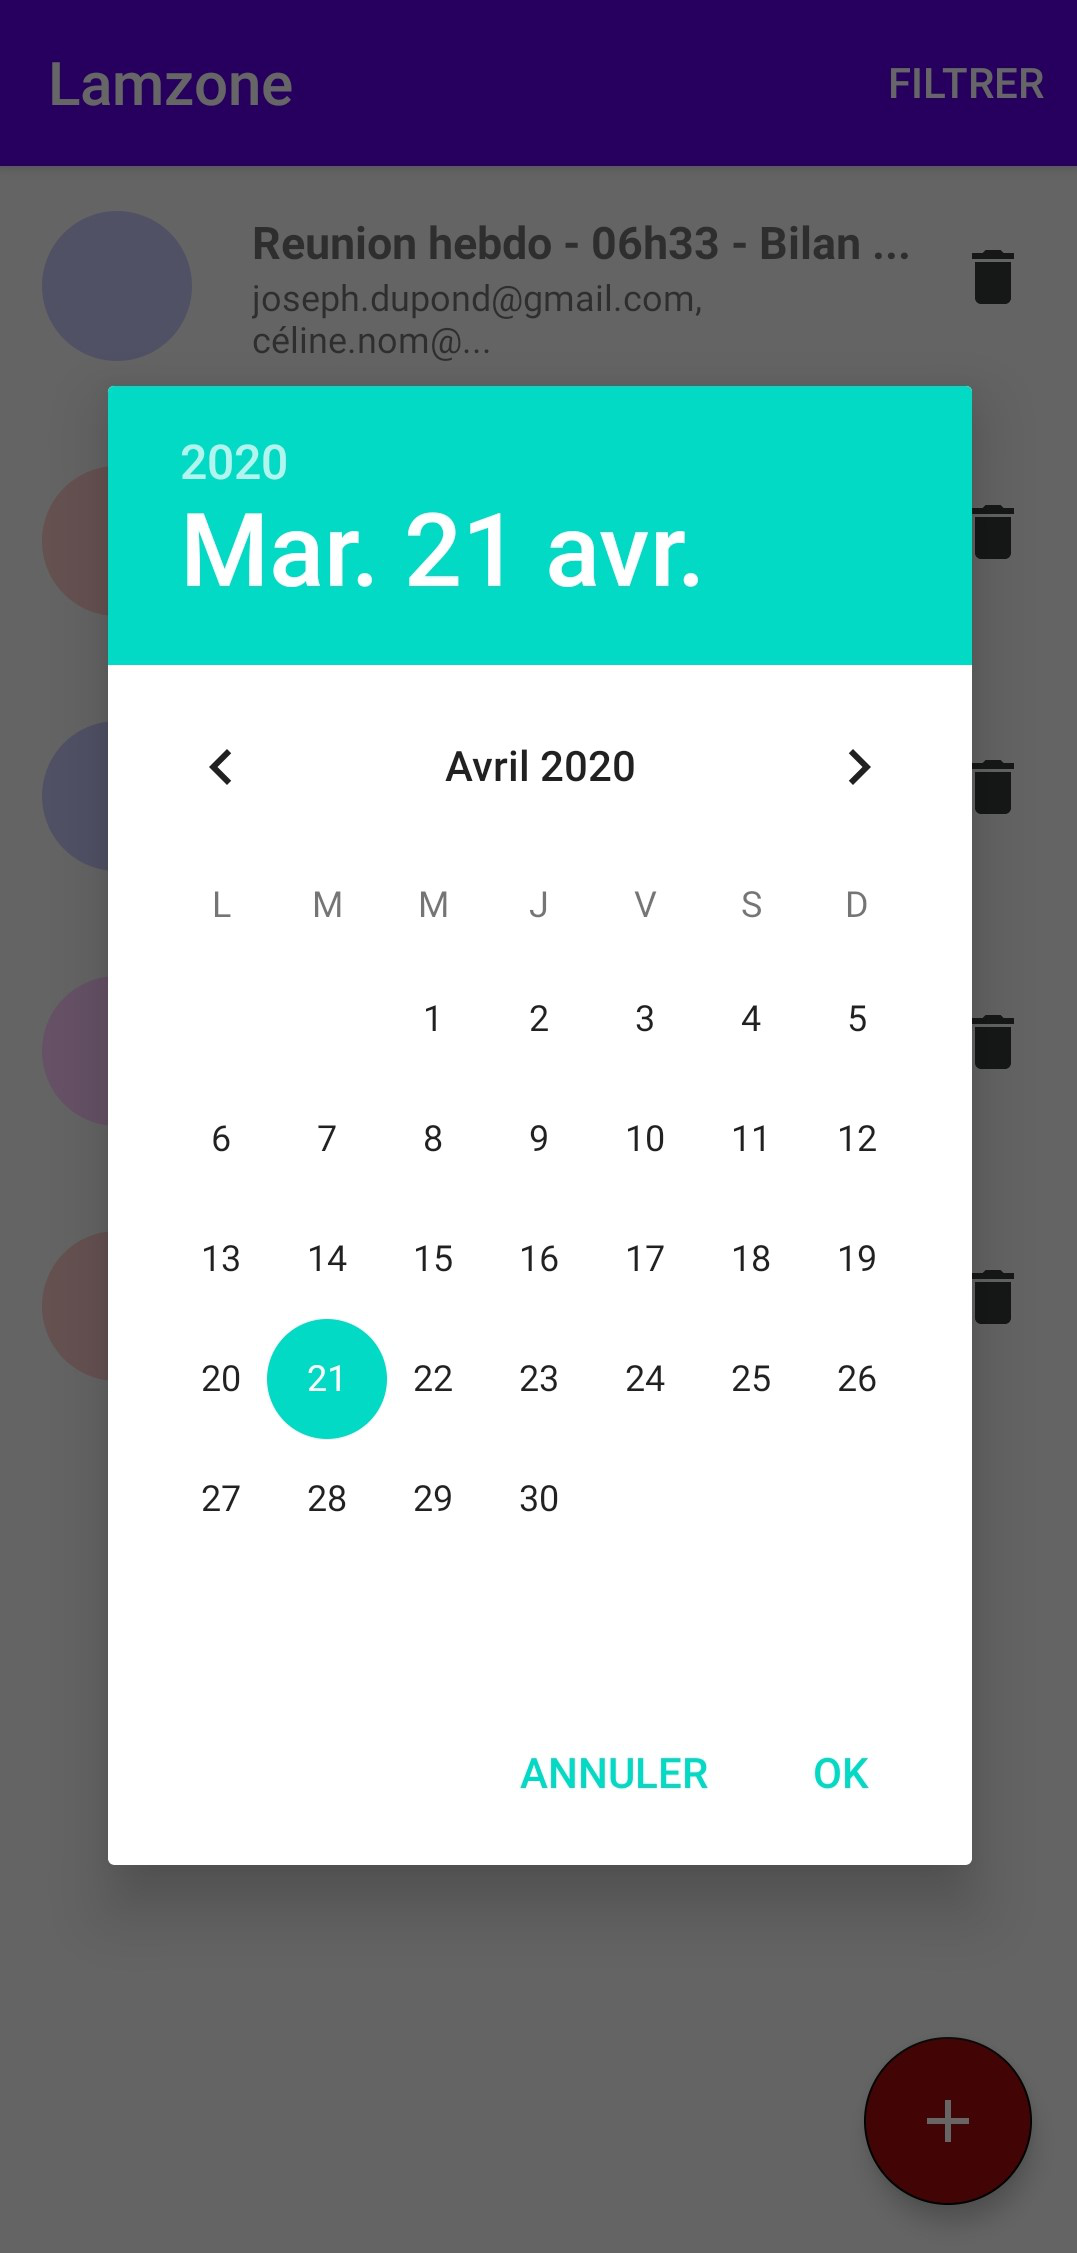 Lamzone
FILTRER
Reunion hebdo - 06h33 - Bilan ...
joseph.dupond@gmail.com,
céline.nom@...
2020
Mar. 21 avr.
Avril 2020
L M M J V S D
1 2 3 4 5
6 7 8 9 10 11 12
13 14 15 16 17 18 19
20 21 22 23 24 25 26
27 28 29 30
ANNULER OK